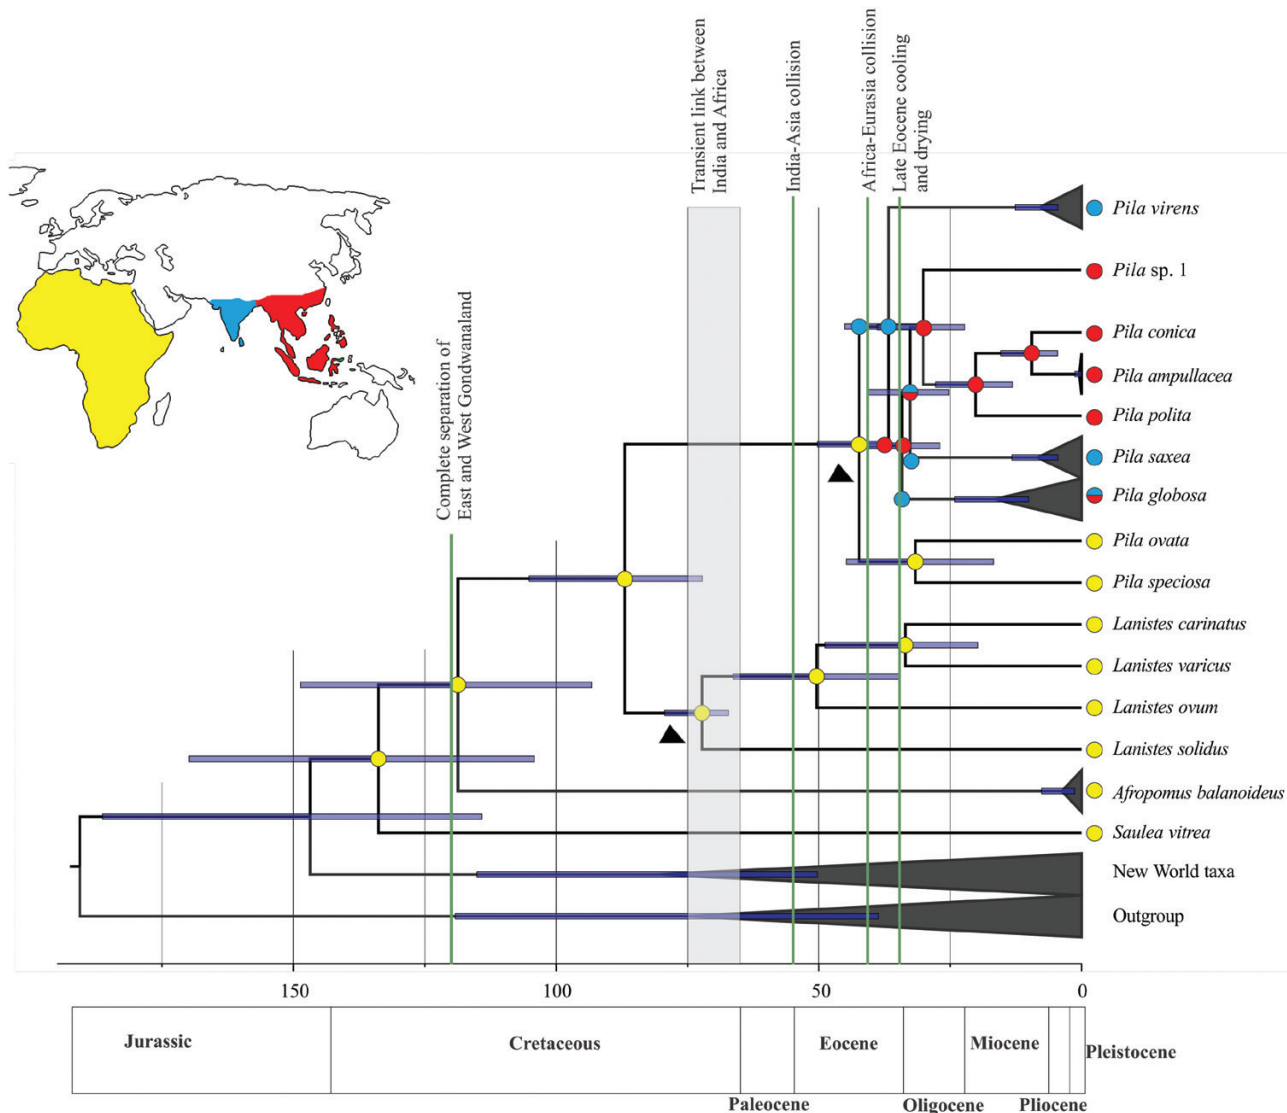 Transient link between
India and Africa
India-Asia collision
Africa-Eurasia collision
Late Eocene cooling
and drying
Complete separation of
East and West Gondwanaland
Pila virens
Pila sp. 1
Pila conica
Pila ampullacea
Pila polita
Pila saxea
Pila globosa
Pila ovata
Pila speciosa
Lanistes carinatus
Lanistes varicus
Lanistes ovum
Lanistes solidus
Afropomus balanoideus
Saulea vitrea
New World taxa
Outgroup
150 100 50 0
Jurassic Cretaceous Eocene Miocene Pleistocene
Paleocene Oligocene Pliocene